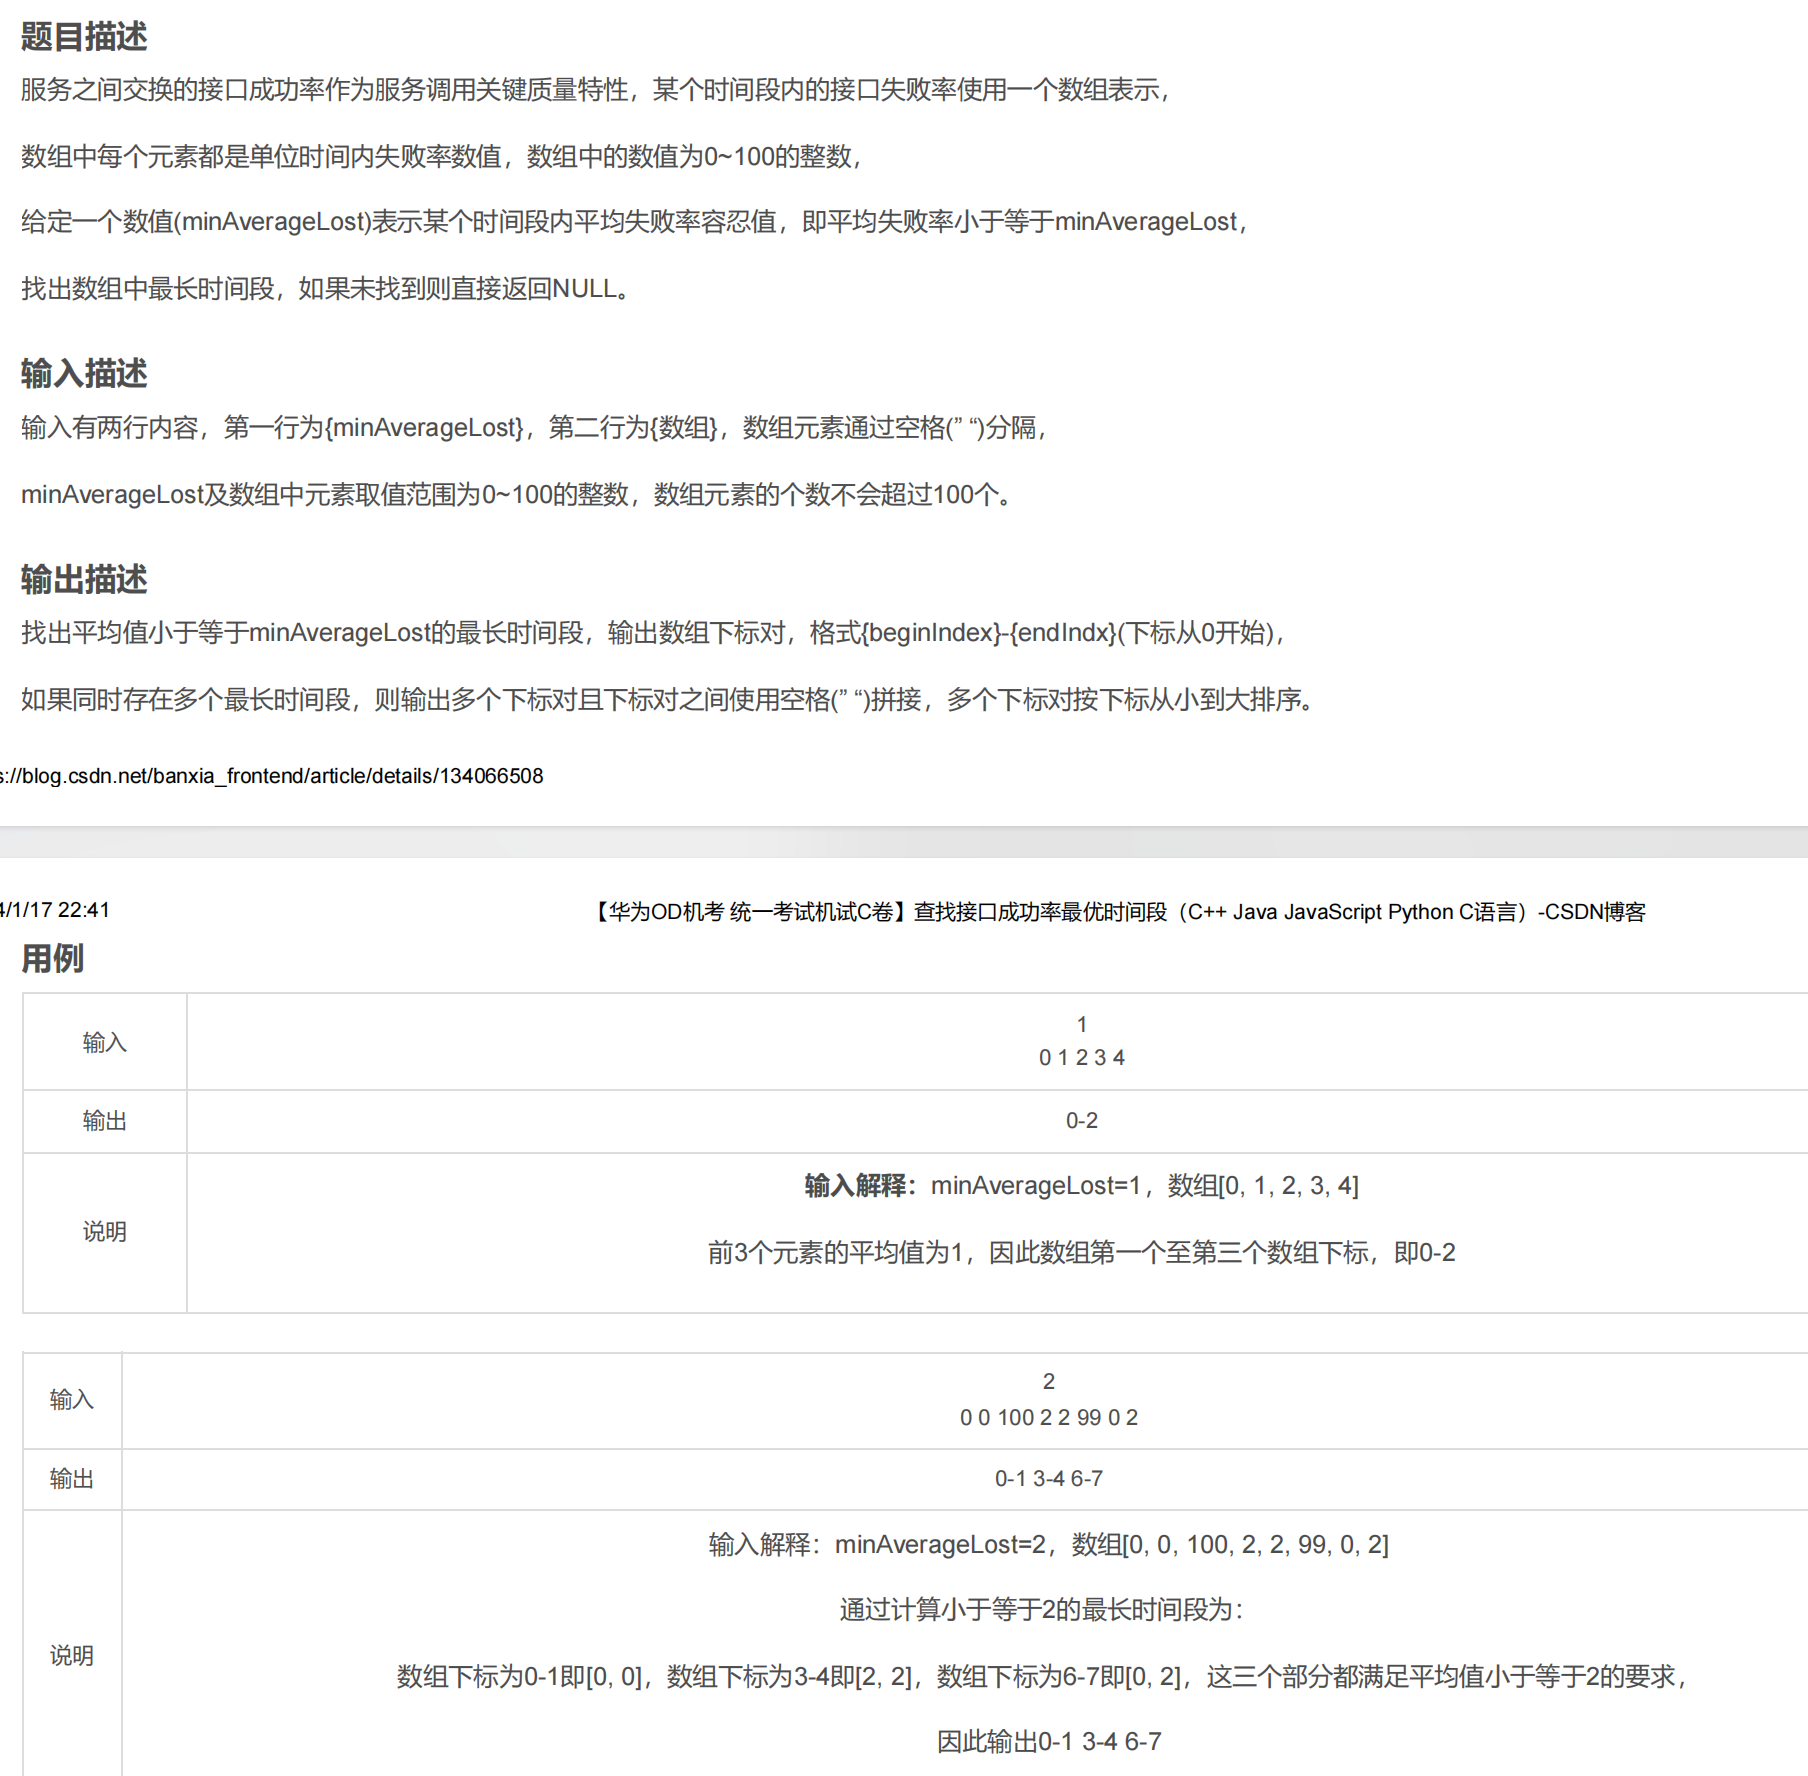 题目描述
服务之间交换的接口成功率作为服务调用关键质量特性，某个时间段内的接口失败率使用一个数组表示，
数组中每个元素都是单位时间内失败率数值，数组中的数值为0~100的整数，
给定一个数值(minAverageLost)表示某个时间段内平均失败率容忍值，即平均失败率小于等于minAverageLost，
找出数组中最长时间段，如果未找到则直接返回NULL。
输入描述
输入有两行内容，第一行为{minAverageLost}，第二行为{数组}，数组元素通过空格(” “)分隔，
minAverageLost及数组中元素取值范围为0~100的整数，数组元素的个数不会超过100个。
输出描述
找出平均值小于等于minAverageLost的最长时间段，输出数组下标对，格式{beginIndex}-{endIndx}(下标从0开始)，
如果同时存在多个最长时间段，则输出多个下标对且下标对之间使用空格(” “)拼接，多个下标对按下标从小到大排序。
s://blog.csdn.net/banxia_frontend/article/details/134066508
4/1/17 22:41
【华为OD机考 统一考试机试C卷】查找接口成功率最优时间段（C++ Java JavaScript Python C语言）-CSDN博客
用例
输入
1
0 1 2 3 4
输出
0-2
说明
输入解释：minAverageLost=1，数组[0, 1, 2, 3, 4]
前3个元素的平均值为1，因此数组第一个至第三个数组下标，即0-2
输入
2
0 0 100 2 2 99 0 2
输出
0-1 3-4 6-7
说明
输入解释：minAverageLost=2，数组[0, 0, 100, 2, 2, 99, 0, 2]
通过计算小于等于2的最长时间段为：
数组下标为0-1即[0, 0]，数组下标为3-4即[2, 2]，数组下标为6-7即[0, 2]，这三个部分都满足平均值小于等于2的要求，
因此输出0-1 3-4 6-7